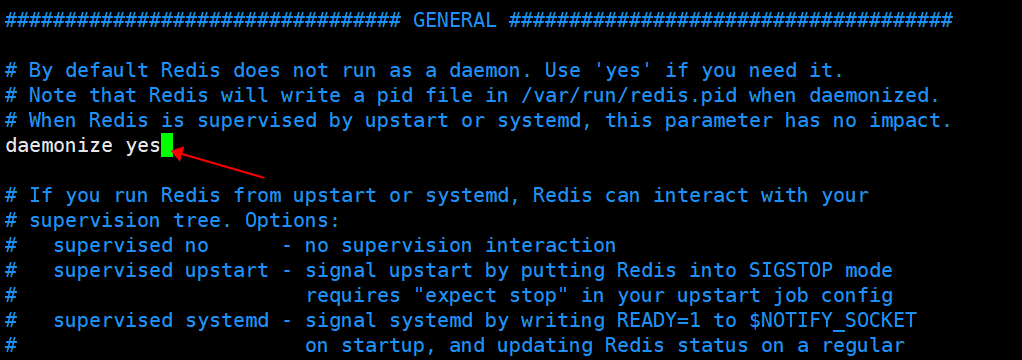 ################################# GENERAL #####################################
# By default Redis does not run as a daemon. Use 'yes' if you need it.
# Note that Redis will write a pid file in /var/run/redis.pid when daemonized.
# When Redis is supervised by upstart or systemd, this parameter has no impact.
daemonize yes
# If you run Redis from upstart or systemd, Redis can interact with your
# supervision tree. Options:
#   supervised no      - no supervision interaction
#   supervised upstart - signal upstart by putting Redis into SIGSTOP mode
#                        requires "expect stop" in your upstart job config
#   supervised systemd - signal systemd by writing READY=1 to $NOTIFY_SOCKET
#                        on startup, and updating Redis status on a regular